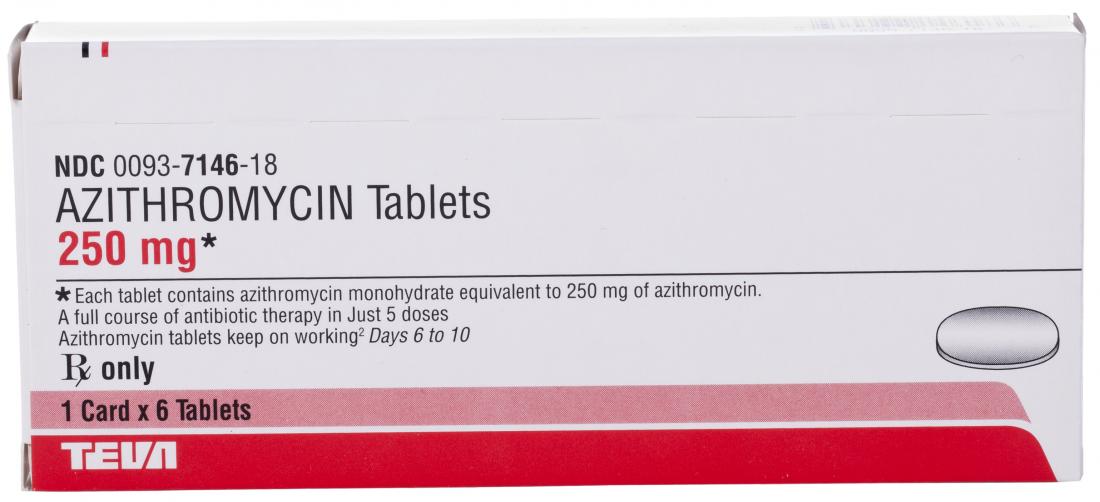 NDC 0093-7146-18
AZITHROMYCIN Tablets
250 mg*
* Each tablet contains azithromycin monohydrate equivalent to 250 mg of azithromycin.
A full course of antibiotic therapy in Just 5 doses
Azithromycin tablets keep on working² Days 6 to 10
℞ only
1 Card x 6 Tablets
TEVA